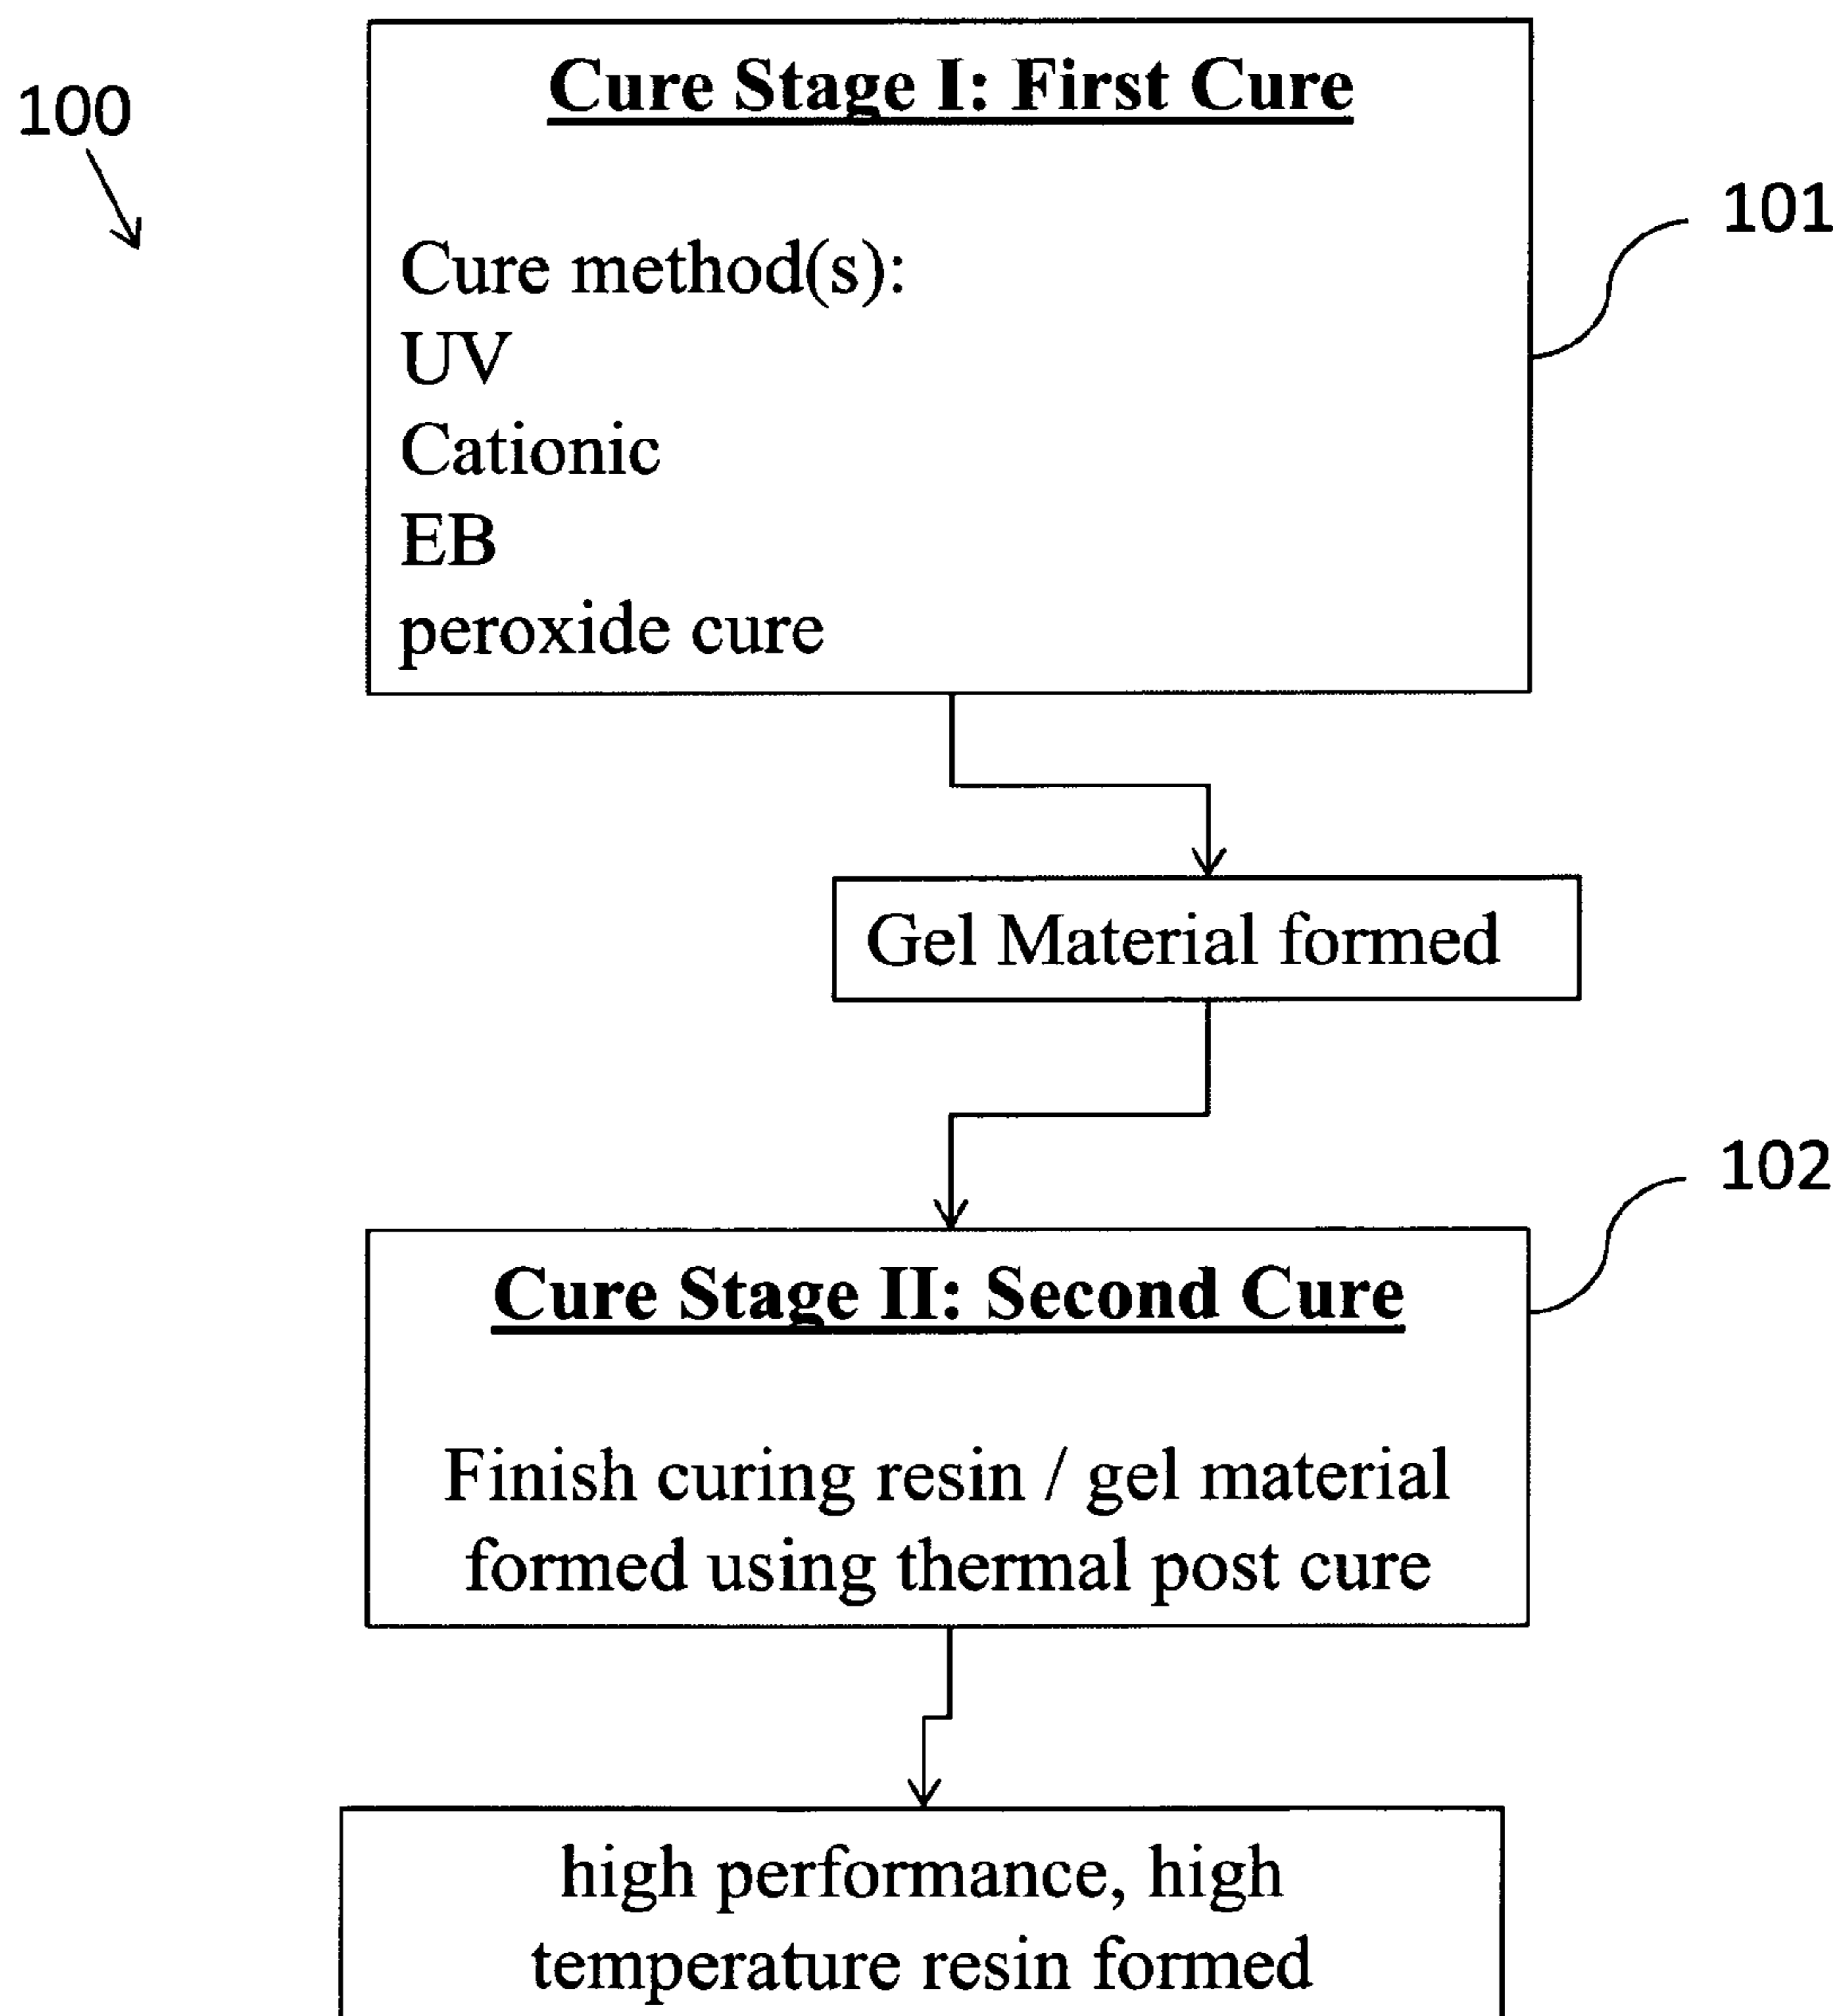 100
Cure Stage I: First Cure
101
Cure method(s):
UV
Cationic
EB
peroxide cure
Gel Material formed
102
Cure Stage II: Second Cure
Finish curing resin / gel material
formed using thermal post cure
high performance, high
temperature resin formed